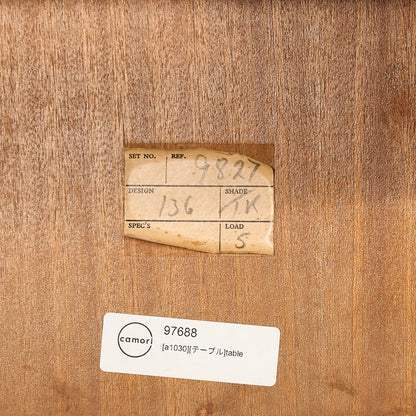 SET NO. REF. 9827
DESIGN SHADE
136 TK
SPEC'S LOAD
5
camori
97688
[a1030][テーブル]table